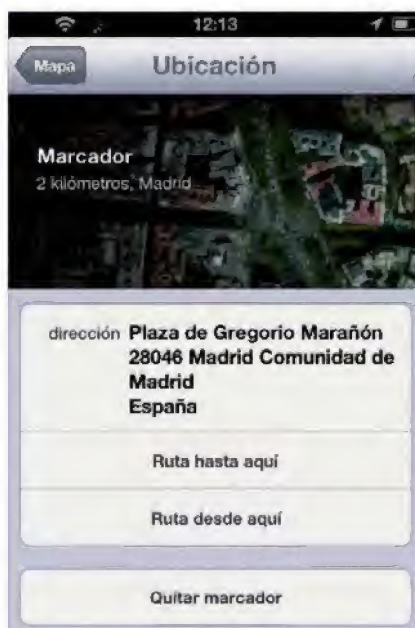 12:13
Mapa
Ubicación
Marcador
2 kilómetros, Madrid
dirección Plaza de Gregorio Marañón
28046 Madrid Comunidad de
Madrid
España
Ruta hasta aquí
Ruta desde aquí
Quitar marcador